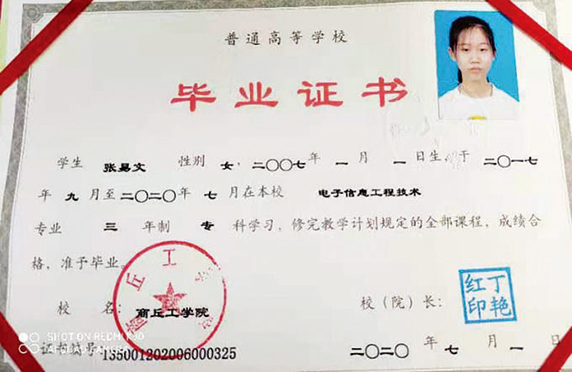 普通高等学校
毕业证书
学生 张易文 性别 女，二〇〇七年 一 月 一 日生，于二〇一七
年 九 月至二〇二〇年 七 月在本校 电子信息工程技术
专业 三 年制 专 科学习，修完教学计划规定的全部课程，成绩合
格，准予毕业
校 名：商丘工学院
校（院）长：
丁艳红印
SHOT ON REDMI 10
135001202006000325
二〇二〇年 七 月 一 日